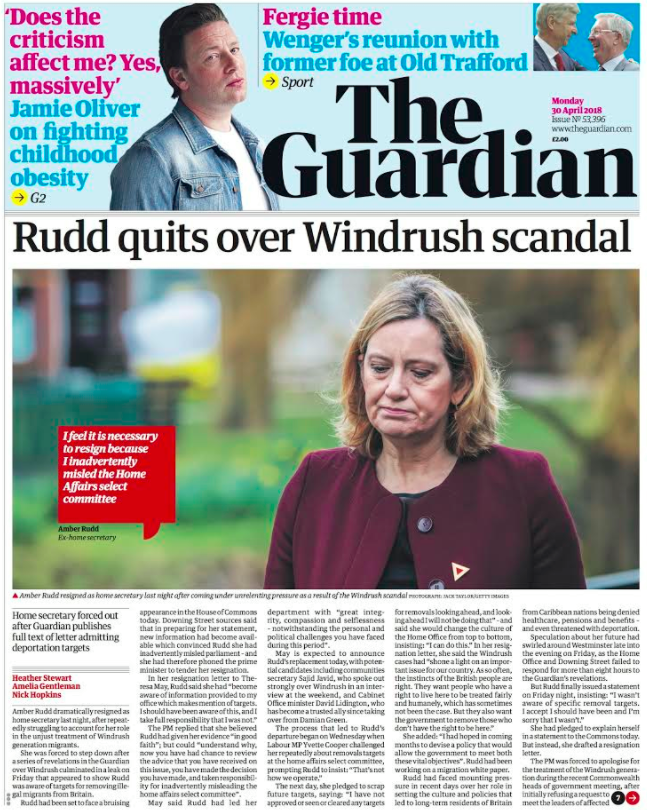 'Does the
criticism
affect me? Yes,
massively'
Jamie Oliver
on fighting
childhood
obesity
G2
Fergie time
Wenger's reunion with
former foe at Old Trafford
Sport
The
Guardian
Monday
30 April 2018
Issue № 53,396
www.theguardian.com
£2.00
Rudd quits over Windrush scandal
I feel it is necessary
to resign because
I inadvertently
misled the Home
Affairs select
committee
Amber Rudd
Ex-home secretary
▲ Amber Rudd resigned as home secretary last night after coming under unrelenting pressure as a result of the Windrush scandal PHOTOGRAPH: JACK TAYLOR/GETTY IMAGES
Home secretary forced out
after Guardian publishes
full text of letter admitting
deportation targets
Heather Stewart
Amelia Gentleman
Nick Hopkins
Amber Rudd dramatically resigned as
home secretary last night, after repeat-
edly struggling to account for her role
in the unjust treatment of Windrush
generation migrants.
She was forced to step down after
a series of revelations in the Guardian
over Windrush culminated in a leak on
Friday that appeared to show Rudd
was aware of targets for removing ille-
gal migrants from Britain.
Rudd had been set to face a bruising
appearance in the House of Commons
today. Downing Street sources said
that in preparing for her statement,
new information had become avail-
able which convinced Rudd she had
inadvertently misled parliament - and
she had therefore phoned the prime
minister to tender her resignation.
In her resignation letter to The-
resa May, Rudd said she had "become
aware of information provided to my
office which makes mention of targets.
I should have been aware of this, and I
take full responsibility that I was not."
The PM replied that she believed
Rudd had given her evidence "in good
faith"; but could "understand why,
now you have had chance to review
the advice that you have received on
this issue, you have made the decision
you have made, and taken responsibil-
ity for inadvertently misleading the
home affairs select committee".
May said Rudd had led her
department with "great integ-
rity, compassion and selflessness
- notwithstanding the personal and
political challenges you have faced
during this period".
May is expected to announce
Rudd's replacement today, with poten-
tial candidates including communities
secretary Sajid Javid, who spoke out
strongly over Windrush in an inter-
view at the weekend, and Cabinet
Office minister David Lidington, who
has become a trusted ally since taking
over from Damian Green.
The process that led to Rudd's
departure began on Wednesday when
Labour MP Yvette Cooper challenged
her repeatedly about removals targets
at the home affairs select committee,
prompting Rudd to insist: "That's not
how we operate."
The next day, she pledged to scrap
future targets, saying: "I have not
approved or seen or cleared any targets
for removals looking ahead, and look-
ing ahead I will not be doing that" - and
said she would change the culture of
the Home Office from top to bottom,
insisting: "I can do this." In her resig-
nation letter, she said the Windrush
cases had "shone a light on an impor-
tant issue for our country. As so often,
the instincts of the British people are
right. They want people who have a
right to live here to be treated fairly
and humanely, which has sometimes
not been the case. But they also want
the government to remove those who
don't have the right to be here."
She added: "I had hoped in coming
months to devise a policy that would
allow the government to meet both
these vital objectives". Rudd had been
working on a migration white paper.
Rudd had faced mounting pres-
sure in recent days over her role in
setting the culture and policies that
led to long-term residents of Britain
from Caribbean nations being denied
healthcare, pensions and benefits -
and even threatened with deportation.
Speculation about her future had
swirled around Westminster late into
the evening on Friday, as the Home
Office and Downing Street failed to
respond for more than eight hours to
the Guardian's revelations.
But Rudd finally issued a statement
on Friday night, insisting: "I wasn't
aware of specific removal targets.
I accept I should have been and I'm
sorry that I wasn't."
She had pledged to explain herself
in a statement to the Commons today.
But instead, she drafted a resignation
letter.
The PM was forced to apologise for
the treatment of the Windrush genera-
tion during the recent Commonwealth
heads of government meeting, after
initially refusing a request to
meet the leaders of affected
7